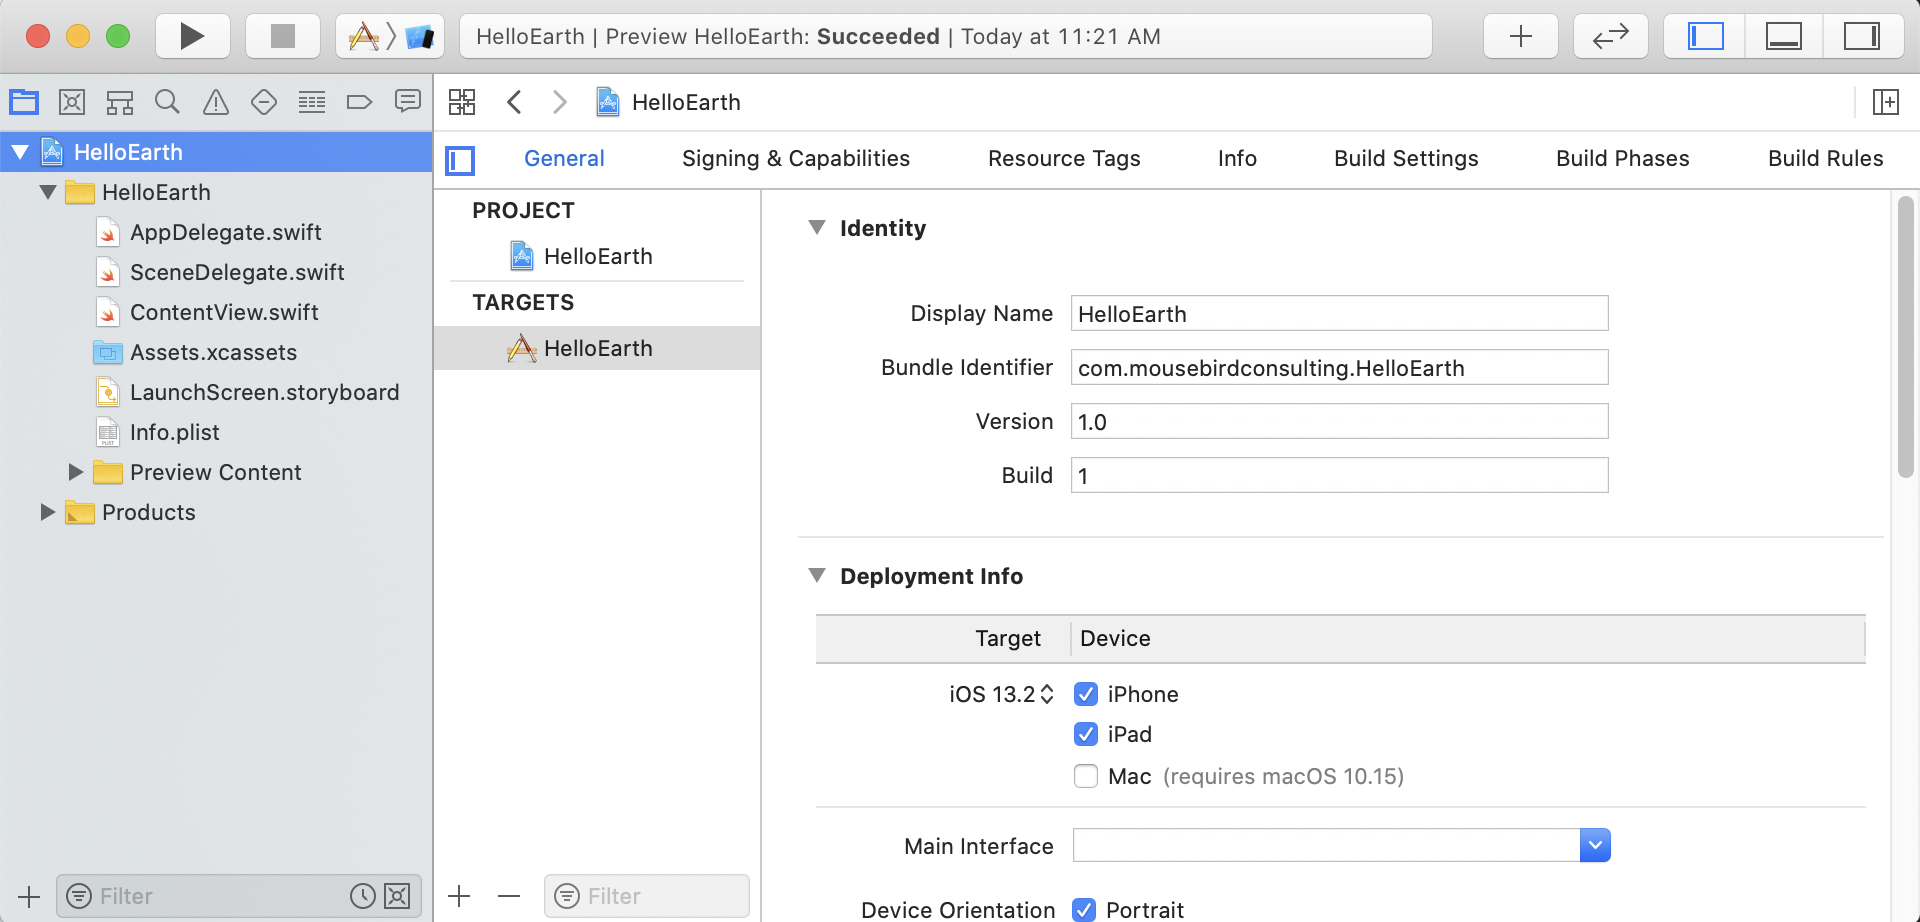 HelloEarth | Preview HelloEarth: Succeeded | Today at 11:21 AM
HelloEarth
HelloEarth
HelloEarth
AppDelegate.swift
SceneDelegate.swift
ContentView.swift
Assets.xcassets
LaunchScreen.storyboard
Info.plist
Preview Content
Products
Filter
General
Signing & Capabilities
Resource Tags
Info
Build Settings
Build Phases
Build Rules
PROJECT
HelloEarth
TARGETS
HelloEarth
Filter
Identity
Display Name HelloEarth
Bundle Identifier com.mousebirdconsulting.HelloEarth
Version 1.0
Build 1
Deployment Info
Target Device
iOS 13.2 iPhone
iPad
Mac (requires macOS 10.15)
Main Interface
Device Orientation Portrait